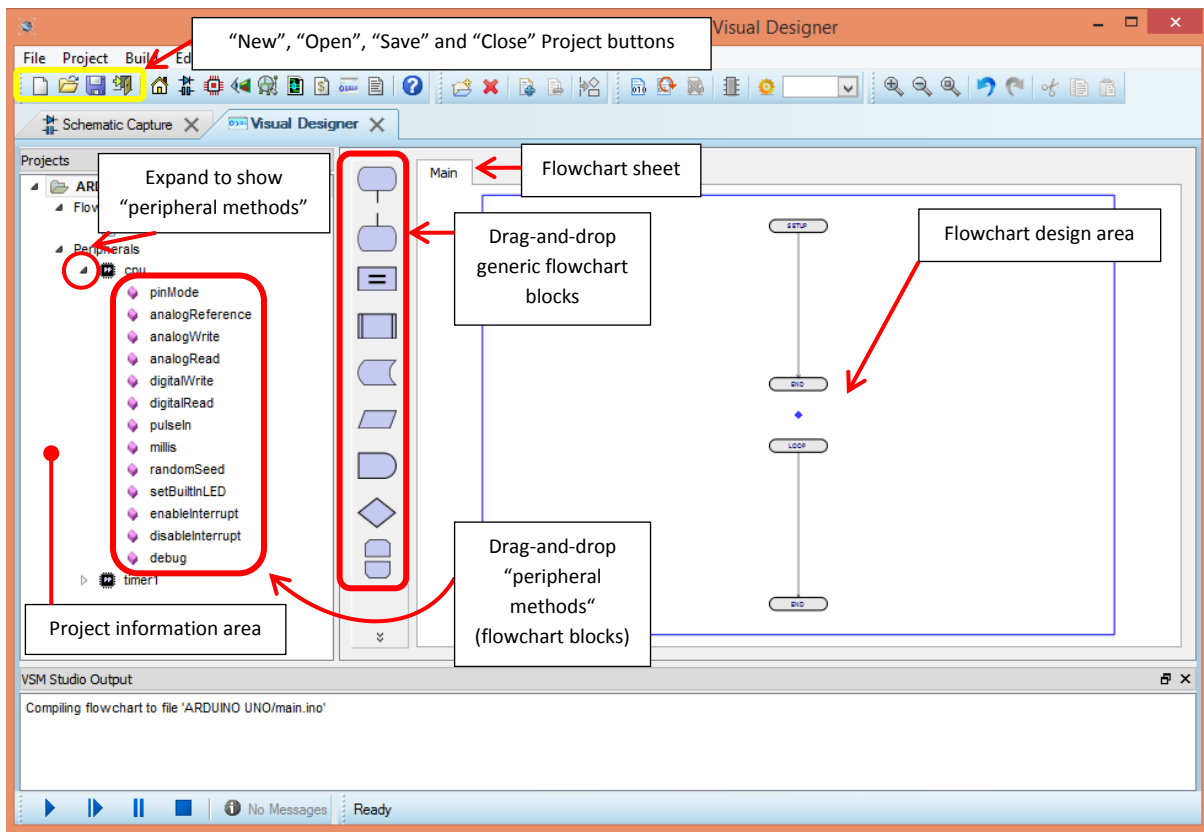 Visual Designer
“New”, “Open”, “Save” and “Close” Project buttons
File Project Build Ed
Schematic Capture
Visual Designer
Projects
ARD
Expand to show
“peripheral methods”
Flow
Peripherals
cpu
pinMode
analogReference
analogWrite
analogRead
digitalWrite
digitalRead
pulseIn
millis
randomSeed
setBuiltInLED
enableInterrupt
disableInterrupt
debug
timer1
Project information area
Main
Flowchart sheet
Drag-and-drop
generic flowchart
blocks
Flowchart design area
SETUP
END
LOOP
END
Drag-and-drop
“peripheral
methods“
(flowchart blocks)
VSM Studio Output
Compiling flowchart to file 'ARDUINO UNO/main.ino'
No Messages
Ready